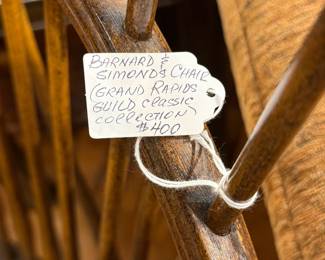 BARNARD &
SIMONDS CHAIR
(GRAND RAPIDS
GUILD CLASSIC
COLLECTION)
$400